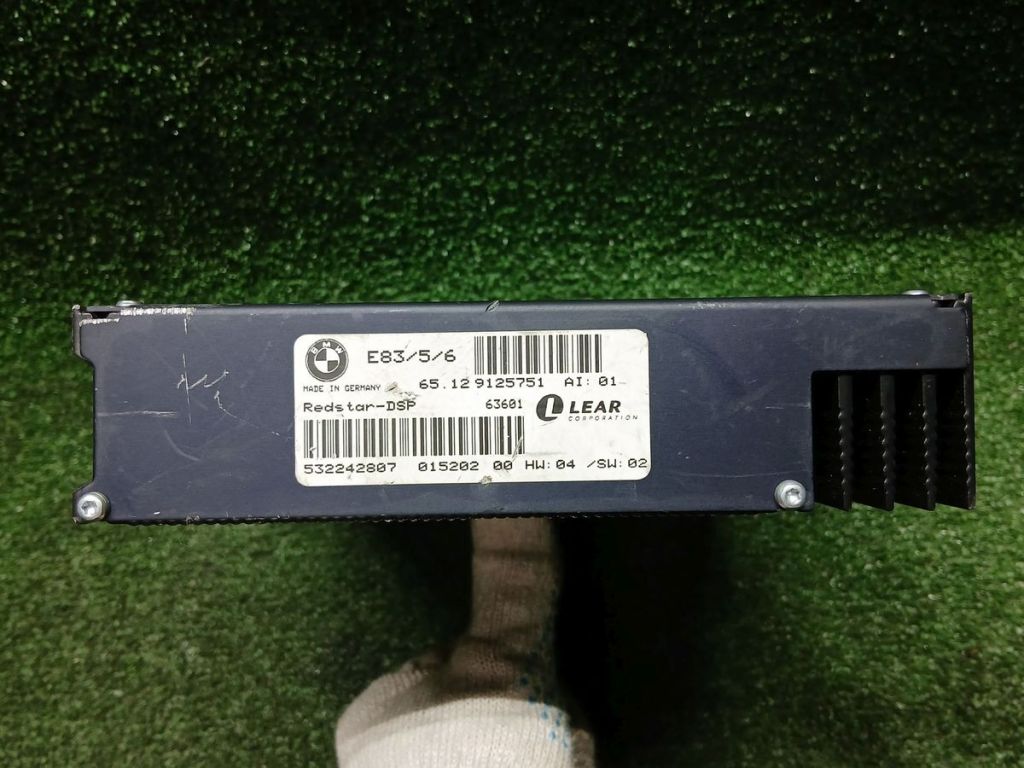 BMW
E83/5/6
MADE IN GERMANY
65.12 9125751 AI: 01
Redstar-DSP 63601 L LEAR
CORPORATION
532242807 015202 00 HW: 04 /SW: 02